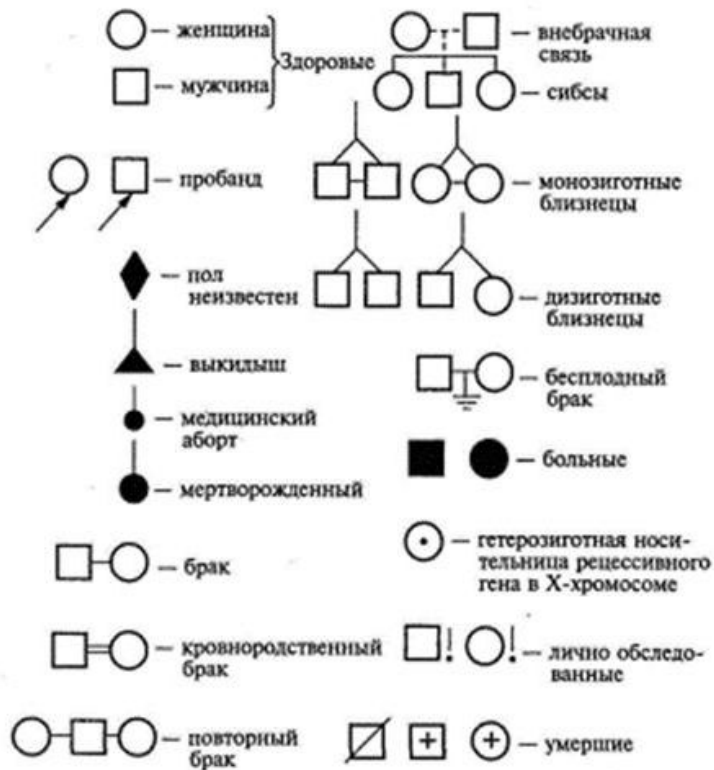 — женщина
— мужчина
Здоровые
— пробанд
— пол
неизвестен
— выкидыш
— медицинский
аборт
— мертворожденный
— брак
— кровнородственный
брак
— повторный
брак
— внебрачная
связь
— сибсы
— монозиготные
близнецы
— дизиготные
близнецы
— бесплодный
брак
— больные
— гетерозиготная носи-
тельница рецессивного
гена в X-хромосоме
— лично обследо-
ванные
— умершие